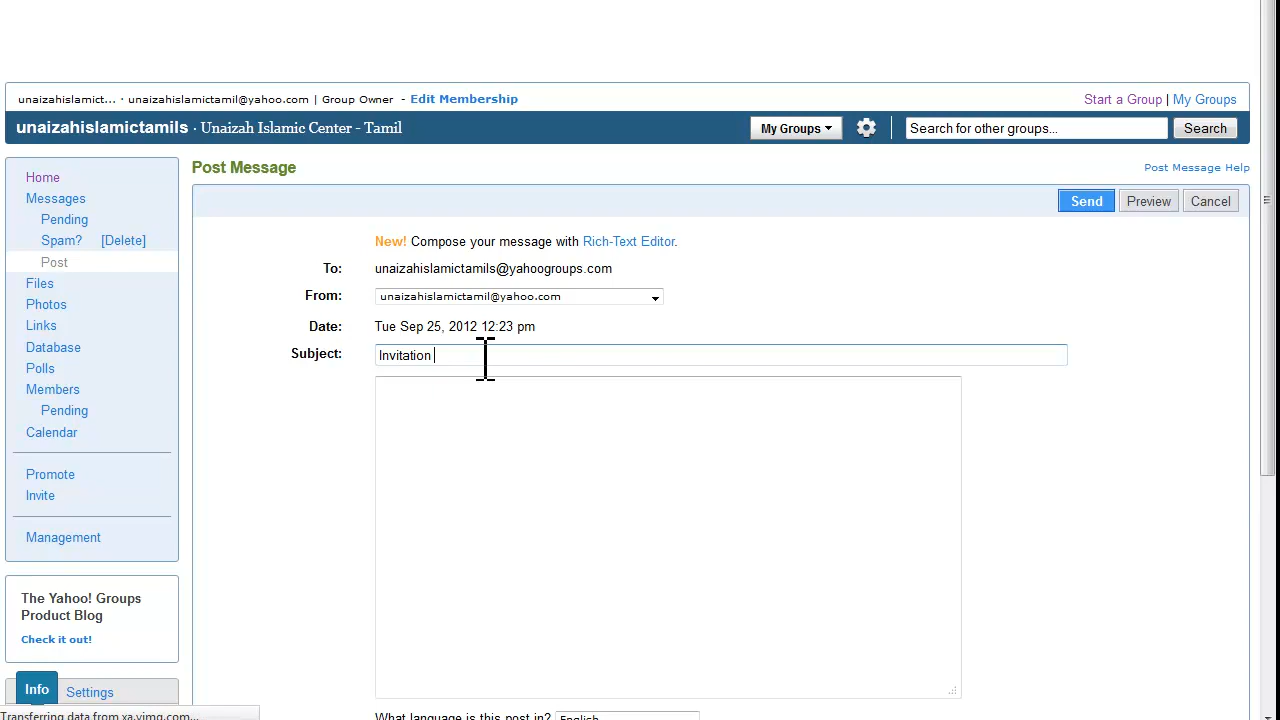 unaizahislamict... · unaizahislamictamil@yahoo.com | Group Owner - Edit Membership
Start a Group | My Groups
unaizahislamictamils · Unaizah Islamic Center - Tamil
My Groups
Search for other groups...
Search
Home
Messages
Pending
Spam? [Delete]
Post
Files
Photos
Links
Database
Polls
Members
Pending
Calendar
Promote
Invite
Management
The Yahoo! Groups
Product Blog
Check it out!
Info
Settings
Transferring data from xa.yimg.com...
Post Message
Post Message Help
Send
Preview
Cancel
New! Compose your message with Rich-Text Editor.
To: unaizahislamictamils@yahoogroups.com
From: unaizahislamictamil@yahoo.com
Date: Tue Sep 25, 2012 12:23 pm
Subject: Invitation
What language is this post in? English